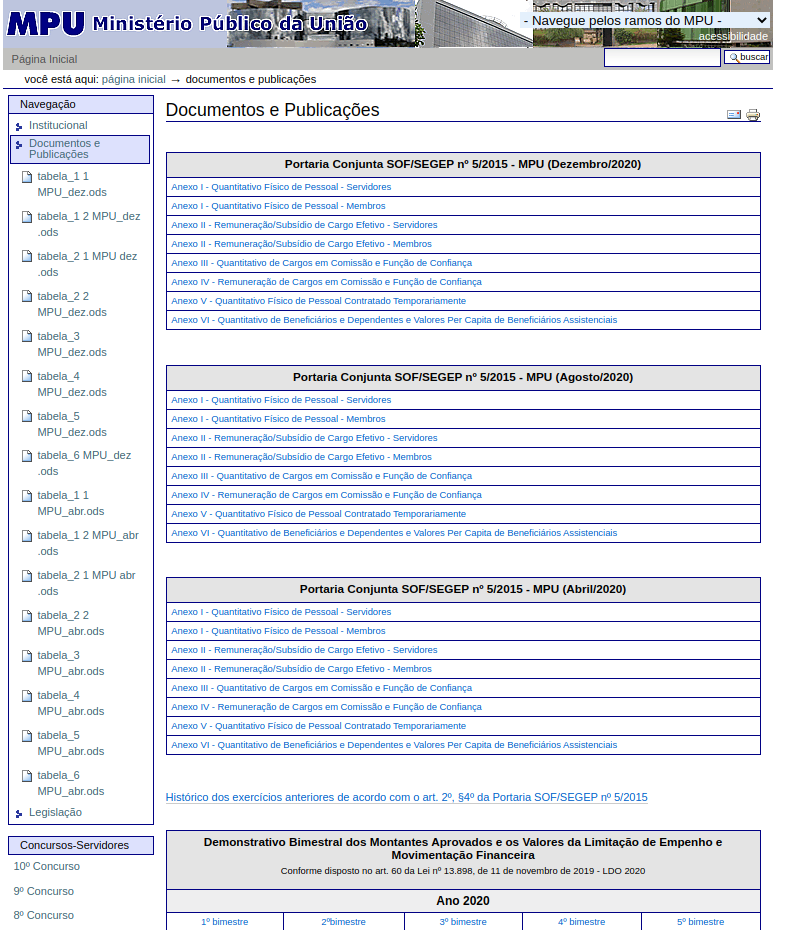 MPU Ministério Público da União
- Navegue pelos ramos do MPU -
acessibilidade
Página Inicial
buscar
você está aqui: página inicial → documentos e publicações
Navegação
Institucional
Documentos e
Publicações
tabela_1 1
MPU_dez.ods
tabela_1 2 MPU_dez
.ods
tabela_2 1 MPU dez
.ods
tabela_2 2
MPU_dez.ods
tabela_3
MPU_dez.ods
tabela_4
MPU_dez.ods
tabela_5
MPU_dez.ods
tabela_6 MPU_dez
.ods
tabela_1 1
MPU_abr.ods
tabela_1 2 MPU_abr
.ods
tabela_2 1 MPU abr
.ods
tabela_2 2
MPU_abr.ods
tabela_3
MPU_abr.ods
tabela_4
MPU_abr.ods
tabela_5
MPU_abr.ods
tabela_6
MPU_abr.ods
Legislação
Concursos-Servidores
10º Concurso
9º Concurso
8º Concurso
Documentos e Publicações
Portaria Conjunta SOF/SEGEP nº 5/2015 - MPU (Dezembro/2020)
Anexo I - Quantitativo Físico de Pessoal - Servidores
Anexo I - Quantitativo Físico de Pessoal - Membros
Anexo II - Remuneração/Subsídio de Cargo Efetivo - Servidores
Anexo II - Remuneração/Subsídio de Cargo Efetivo - Membros
Anexo III - Quantitativo de Cargos em Comissão e Função de Confiança
Anexo IV - Remuneração de Cargos em Comissão e Função de Confiança
Anexo V - Quantitativo Físico de Pessoal Contratado Temporariamente
Anexo VI - Quantitativo de Beneficiários e Dependentes e Valores Per Capita de Beneficiários Assistenciais
Portaria Conjunta SOF/SEGEP nº 5/2015 - MPU (Agosto/2020)
Anexo I - Quantitativo Físico de Pessoal - Servidores
Anexo I - Quantitativo Físico de Pessoal - Membros
Anexo II - Remuneração/Subsídio de Cargo Efetivo - Servidores
Anexo II - Remuneração/Subsídio de Cargo Efetivo - Membros
Anexo III - Quantitativo de Cargos em Comissão e Função de Confiança
Anexo IV - Remuneração de Cargos em Comissão e Função de Confiança
Anexo V - Quantitativo Físico de Pessoal Contratado Temporariamente
Anexo VI - Quantitativo de Beneficiários e Dependentes e Valores Per Capita de Beneficiários Assistenciais
Portaria Conjunta SOF/SEGEP nº 5/2015 - MPU (Abril/2020)
Anexo I - Quantitativo Físico de Pessoal - Servidores
Anexo I - Quantitativo Físico de Pessoal - Membros
Anexo II - Remuneração/Subsídio de Cargo Efetivo - Servidores
Anexo II - Remuneração/Subsídio de Cargo Efetivo - Membros
Anexo III - Quantitativo de Cargos em Comissão e Função de Confiança
Anexo IV - Remuneração de Cargos em Comissão e Função de Confiança
Anexo V - Quantitativo Físico de Pessoal Contratado Temporariamente
Anexo VI - Quantitativo de Beneficiários e Dependentes e Valores Per Capita de Beneficiários Assistenciais
Histórico dos exercícios anteriores de acordo com o art. 2º, §4º da Portaria SOF/SEGEP nº 5/2015
Demonstrativo Bimestral dos Montantes Aprovados e os Valores da Limitação de Empenho e
Movimentação Financeira
Conforme disposto no art. 60 da Lei nº 13.898, de 11 de novembro de 2019 - LDO 2020
Ano 2020
1º bimestre 2ºbimestre 3º bimestre 4º bimestre 5º bimestre